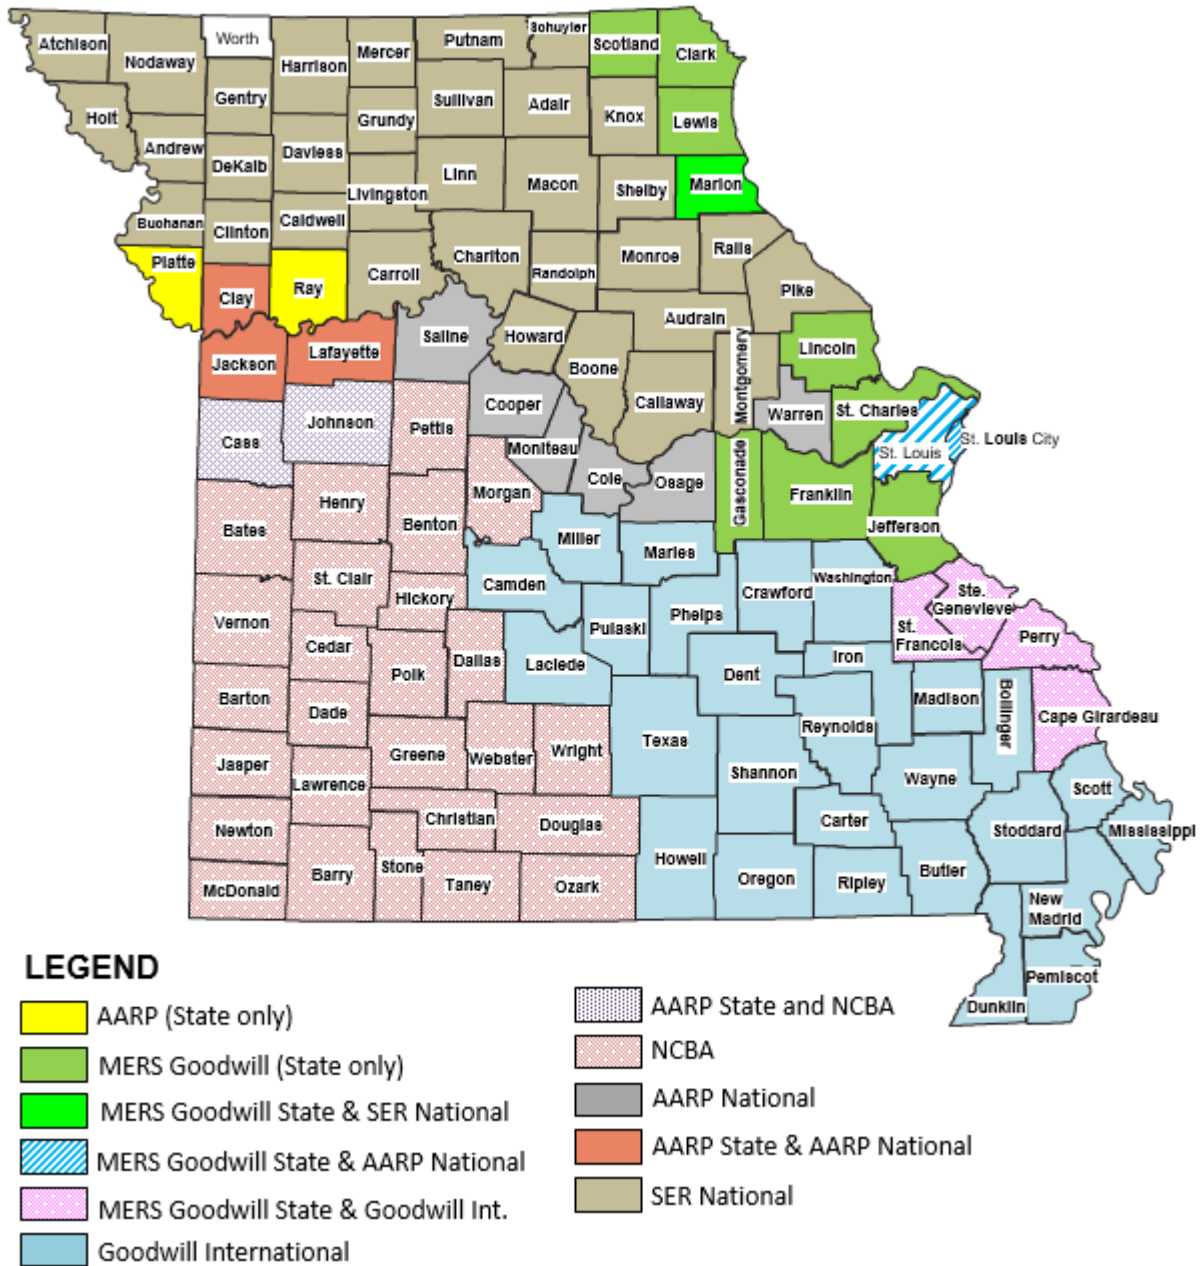 Atchison
Nodaway
Worth
Harrison
Mercer
Putnam
Schuyler
Scotland
Clark
Holt
Gentry
Grundy
Sullivan
Adair
Knox
Lewis
Andrew
DeKalb
Daviess
Livingston
Linn
Macon
Shelby
Marion
Buchanan
Clinton
Caldwell
Carroll
Chariton
Randolph
Monroe
Ralls
Platte
Clay
Ray
Pike
Saline
Howard
Boone
Audrain
Montgomery
Lincoln
Jackson
Lafayette
Cooper
Callaway
Warren
St. Charles
Cass
Johnson
Pettis
Moniteau
Cole
Osage
Gasconade
Franklin
St. Louis
St. Louis City
Jefferson
Bates
Henry
Benton
Morgan
Miller
Maries
Camden
Crawford
Washington
Vernon
St. Clair
Hickory
Pulaski
Phelps
Ste.
Genevieve
St.
Francois
Perry
Cedar
Polk
Dallas
Laclede
Dent
Iron
Barton
Dade
Greene
Webster
Wright
Texas
Reynolds
Madison
Bollinger
Cape Girardeau
Jasper
Lawrence
Shannon
Wayne
Scott
Newton
Christian
Douglas
Carter
Stoddard
Mississippi
McDonald
Barry
Stone
Taney
Ozark
Howell
Oregon
Ripley
Butler
New
Madrid
Pemiscot
Dunklin
LEGEND
AARP (State only)
MERS Goodwill (State only)
MERS Goodwill State & SER National
MERS Goodwill State & AARP National
MERS Goodwill State & Goodwill Int.
Goodwill International
AARP State and NCBA
NCBA
AARP National
AARP State & AARP National
SER National